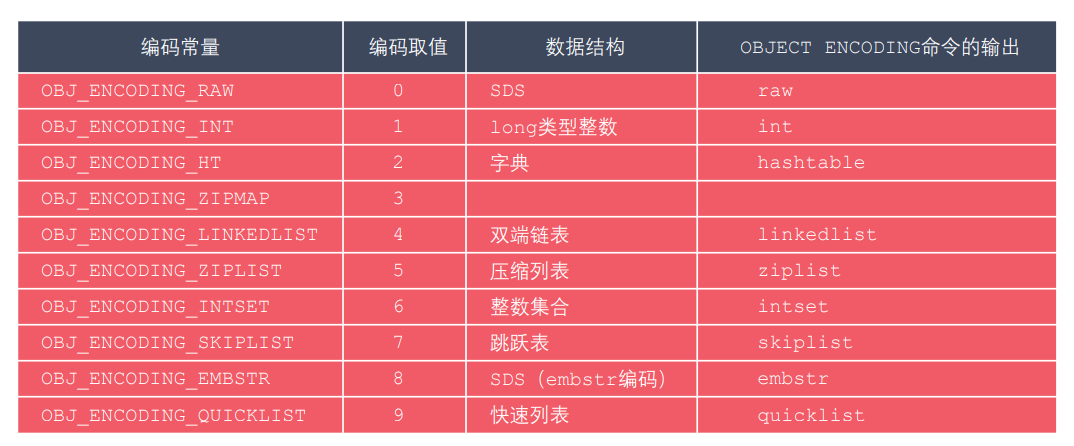 编码常量 编码取值 数据结构 OBJECT ENCODING命令的输出
OBJ_ENCODING_RAW 0 SDS raw
OBJ_ENCODING_INT 1 long类型整数 int
OBJ_ENCODING_HT 2 字典 hashtable
OBJ_ENCODING_ZIPMAP 3
OBJ_ENCODING_LINKEDLIST 4 双端链表 linkedlist
OBJ_ENCODING_ZIPLIST 5 压缩列表 ziplist
OBJ_ENCODING_INTSET 6 整数集合 intset
OBJ_ENCODING_SKIPLIST 7 跳跃表 skiplist
OBJ_ENCODING_EMBSTR 8 SDS（embstr编码） embstr
OBJ_ENCODING_QUICKLIST 9 快速列表 quicklist